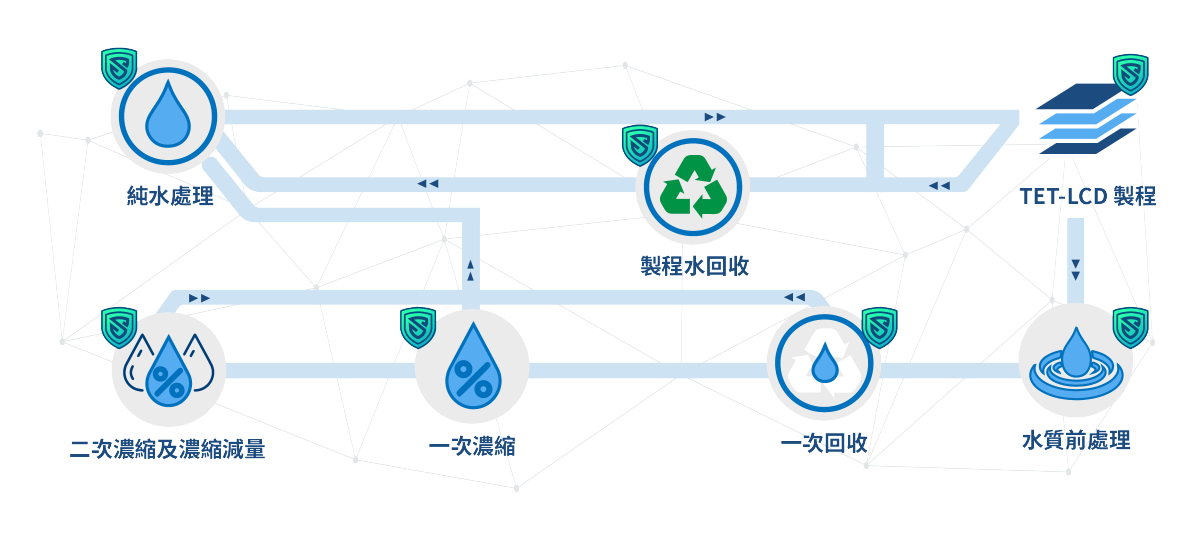 純水處理
TET-LCD 製程
製程水回收
二次濃縮及濃縮減量
一次濃縮
一次回收
水質前處理